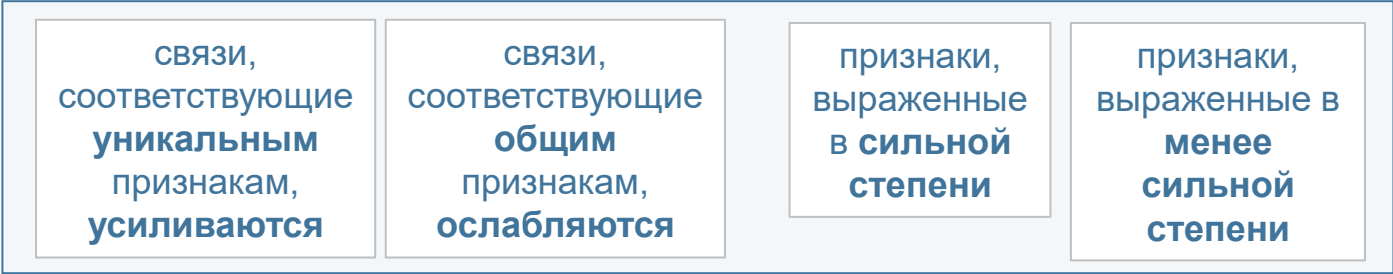 связи,
соответствующие
уникальным
признакам,
усиливаются
связи,
соответствующие
общим
признакам,
ослабляются
признаки,
выраженные
в сильной
степени
признаки,
выраженные в
менее
сильной
степени